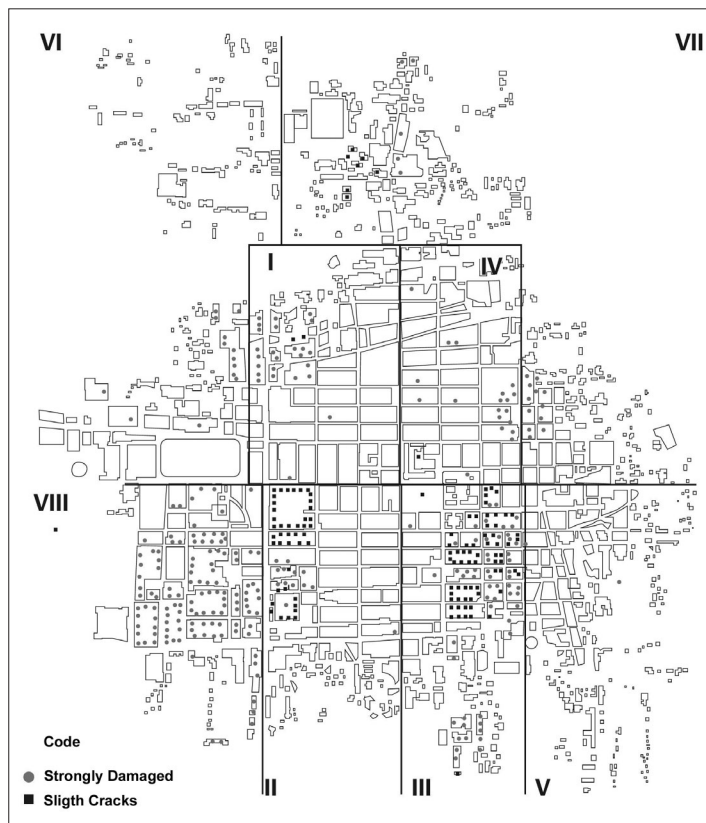 VI VII
I IV
VIII
Code
Strongly Damaged
Sligth Cracks
II III V